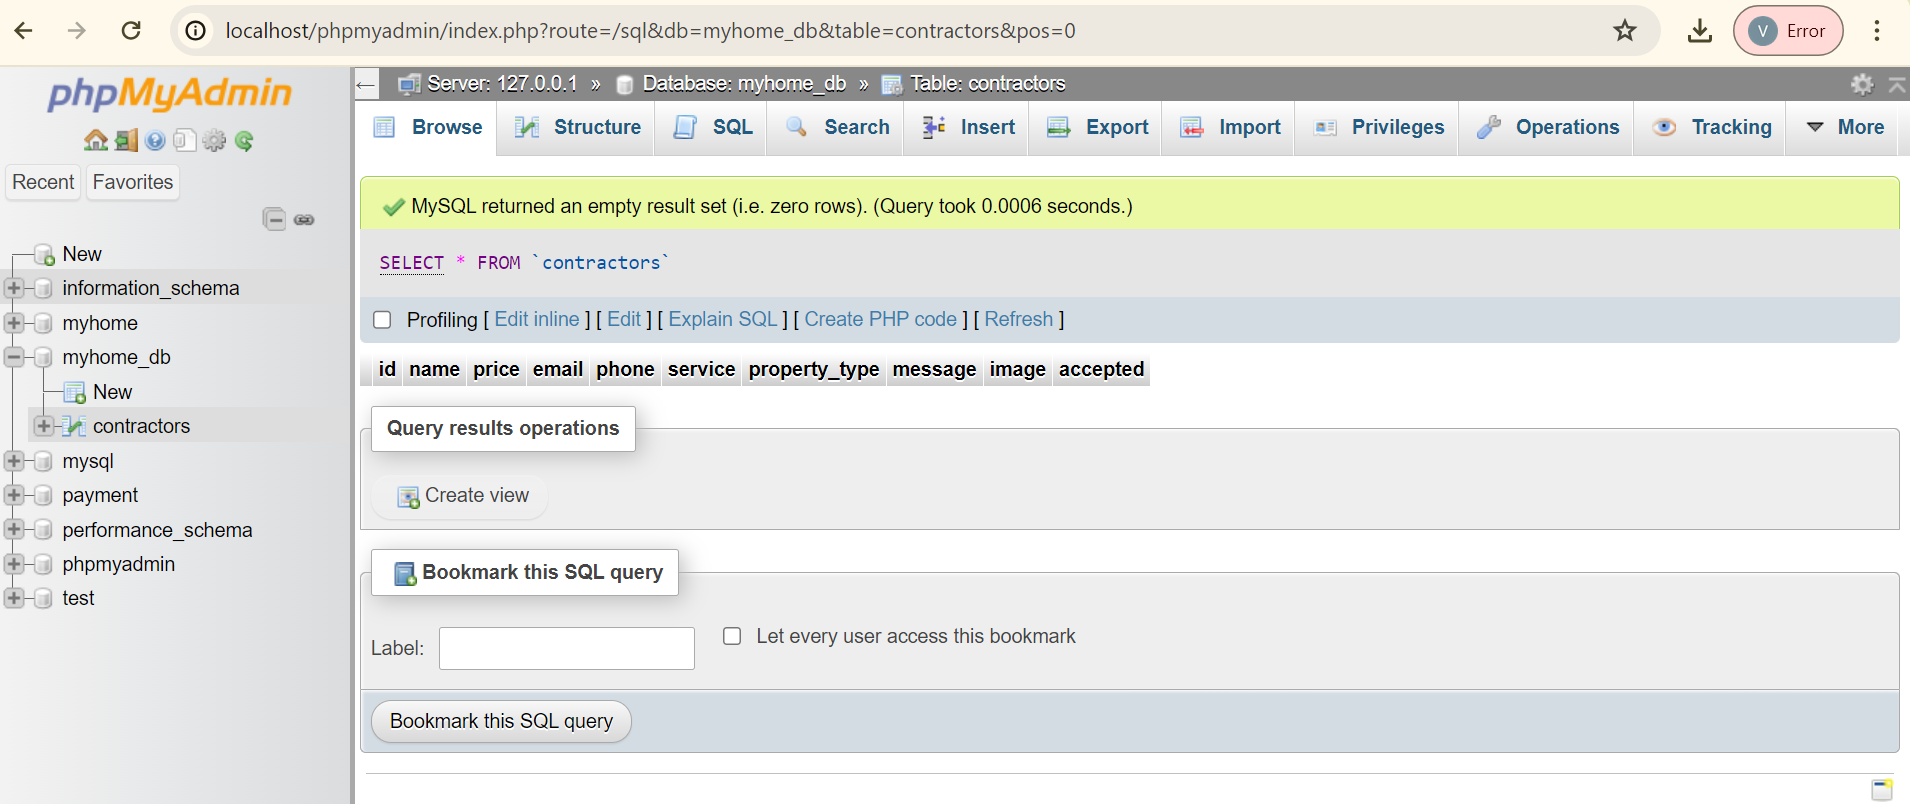 localhost/phpmyadmin/index.php?route=/sql&db=myhome_db&table=contractors&pos=0
V Error
phpMyAdmin
Recent Favorites
New
information_schema
myhome
myhome_db
New
contractors
mysql
payment
performance_schema
phpmyadmin
test
Server: 127.0.0.1 » Database: myhome_db » Table: contractors
Browse Structure SQL Search Insert Export Import Privileges Operations Tracking More
MySQL returned an empty result set (i.e. zero rows). (Query took 0.0006 seconds.)
SELECT * FROM `contractors`
Profiling [ Edit inline ] [ Edit ] [ Explain SQL ] [ Create PHP code ] [ Refresh ]
id name price email phone service property_type message image accepted
Query results operations
Create view
Bookmark this SQL query
Label: Let every user access this bookmark
Bookmark this SQL query